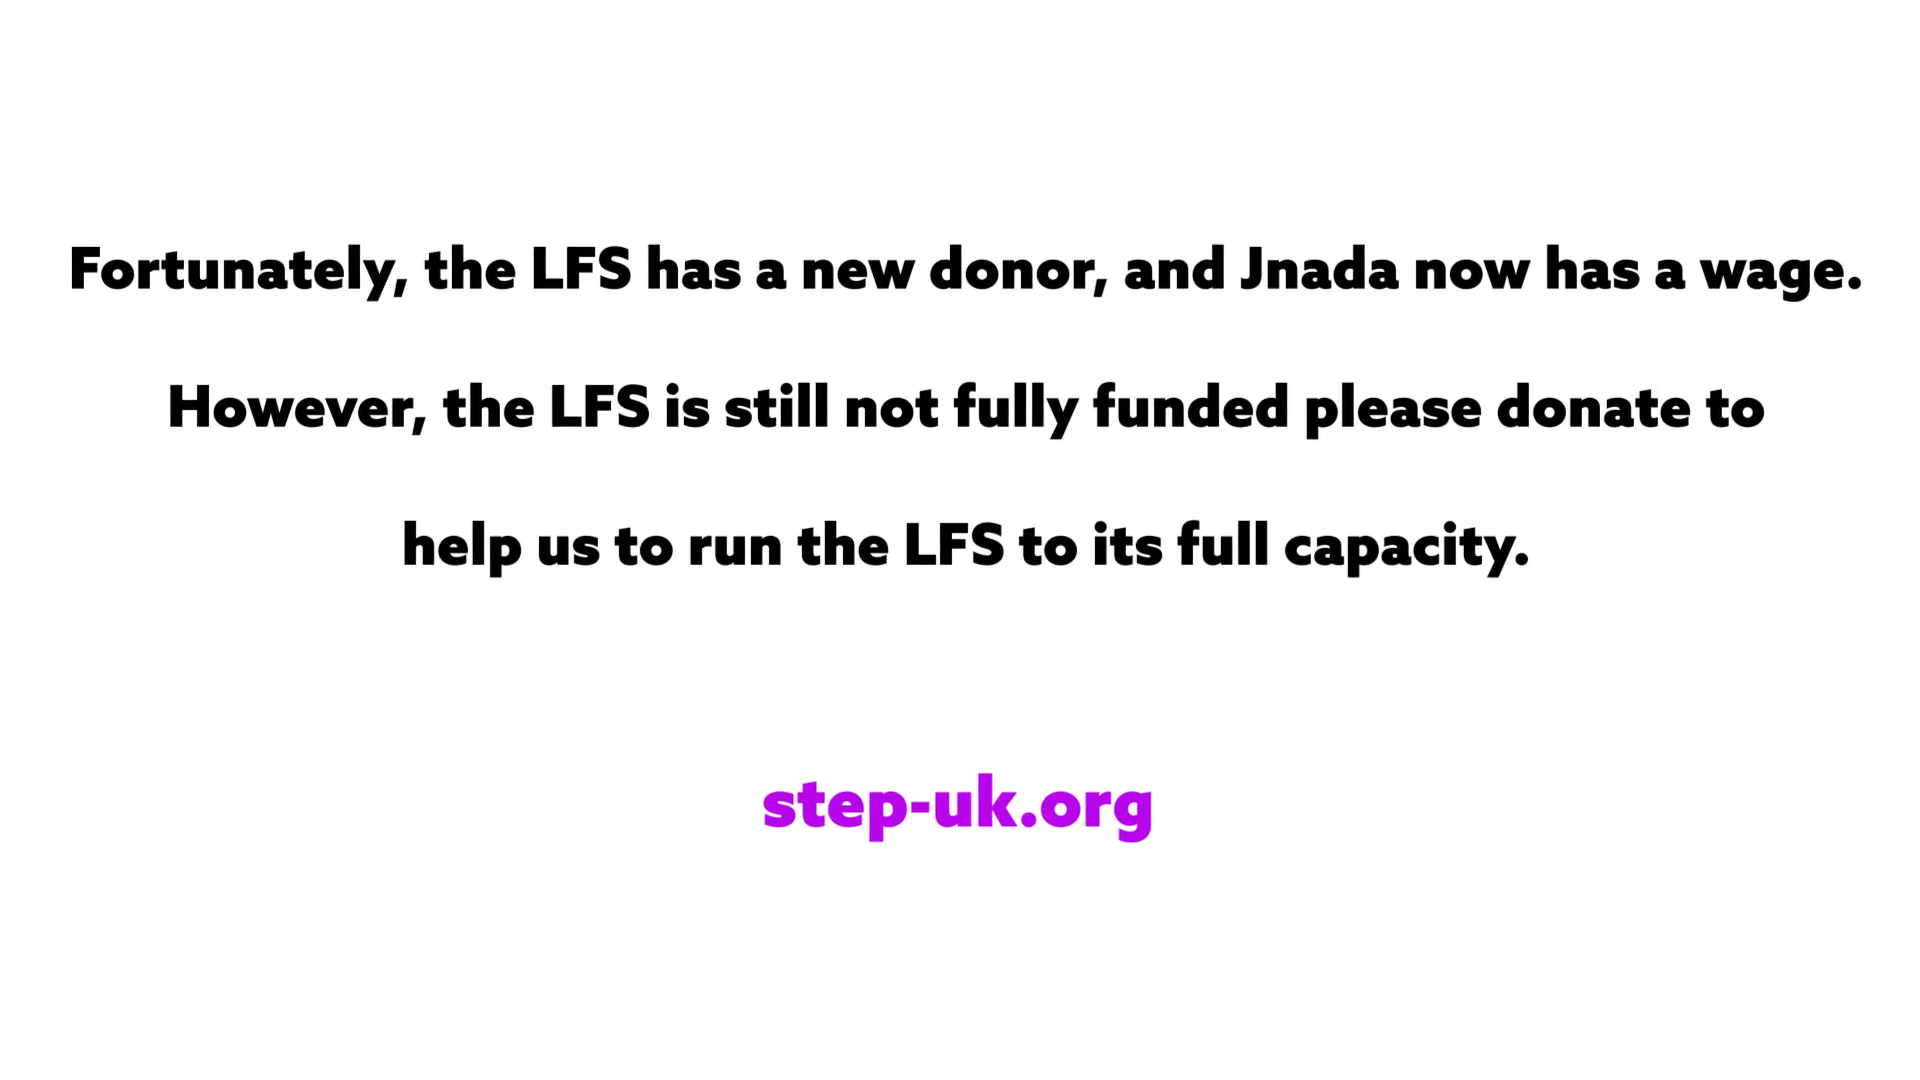 Fortunately, the LFS has a new donor, and Jnada now has a wage.
However, the LFS is still not fully funded please donate to
help us to run the LFS to its full capacity.
step-uk.org